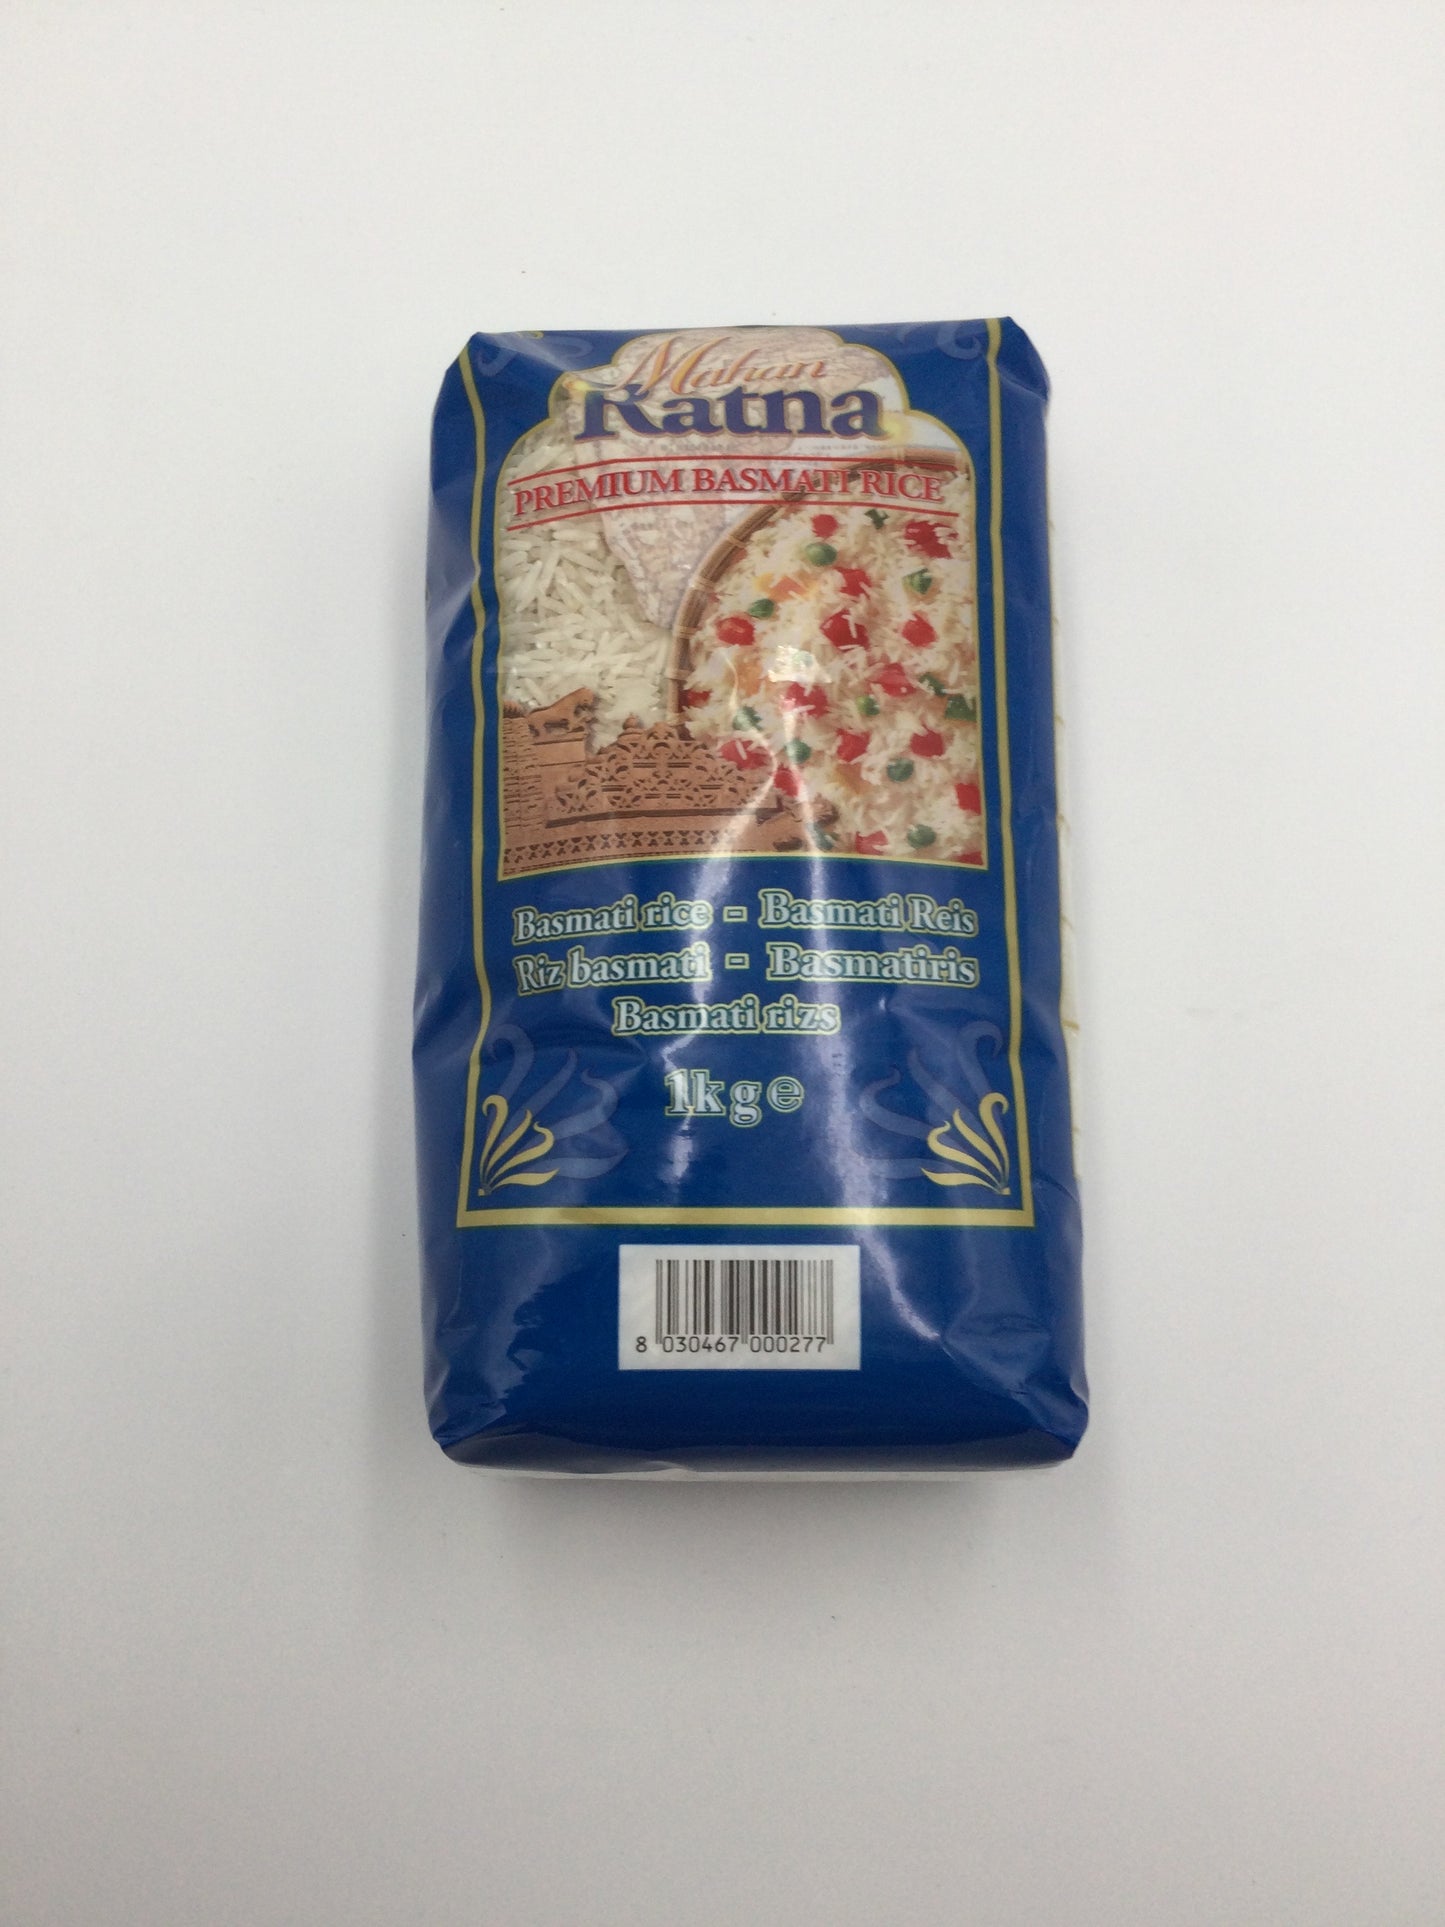 Mahan
Ratna
PREMIUM BASMATI RICE
Basmati rice - Basmati Reis
Riz basmati - Basmatiris
Basmati rizs
1kg e
8 030467 000277